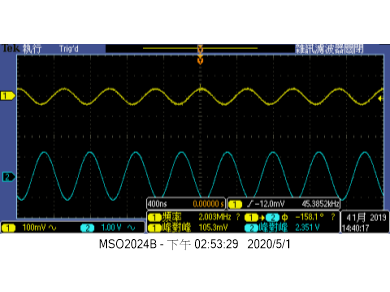 Tek 執行 Trig'd 雜訊濾波器關閉
1
2
400ns 0.00000 s 1 -12.0mV 45.3852kHz
1 頻率 2.003MHz ? 1 → 2 Φ -158.1 ° ?
1 峰對峰 105.3mV 2 峰對峰 2.351 V
1 100mV 2 1.00 V
4 1月 2019
14:40:17
MSO2024B - 下午 02:53:29 2020/5/1